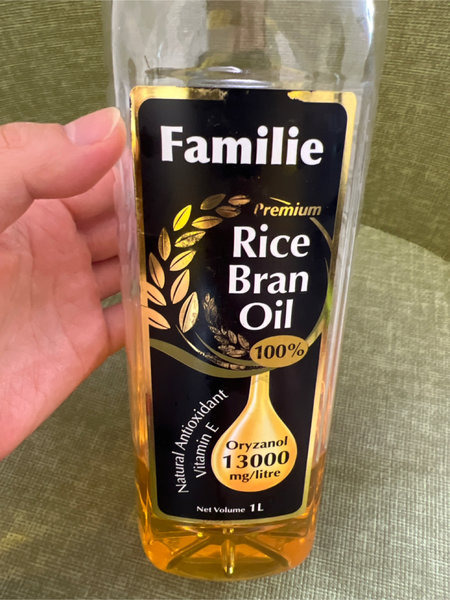 Familie
Premium
Rice
Bran
Oil
100%
Natural Antioxidant
Vitamin E
Oryzanol
13000
mg/litre
Net Volume 1L